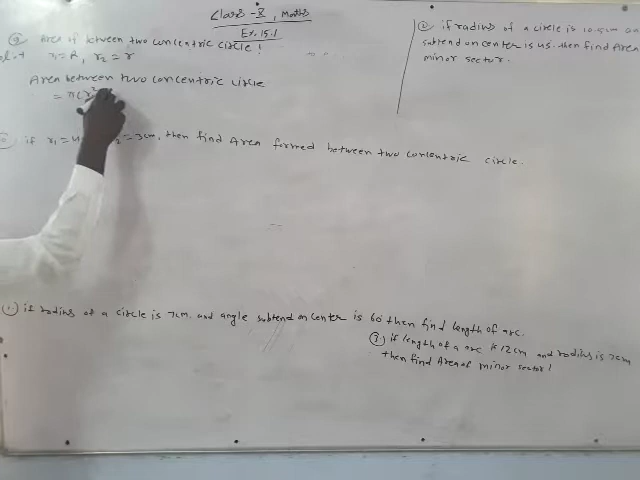 Class - X, Maths
Ex. 15.1
Area of between two concentric circle!
r₁ = R, r₂ = r
Area between two concentric circle
= π(r²
if r₁ = 4 = 3cm, then find Area formed between two concentric circle.
② if radius of a circle is 10.5cm an
subtend on center is 45. then find Area
minor sector.
if radius of a circle is 7cm. and angle subtend on center is 60° then find length of arc.
③ if length of a arc is 12cm and radius is 7cm
then find Area of minor sector!